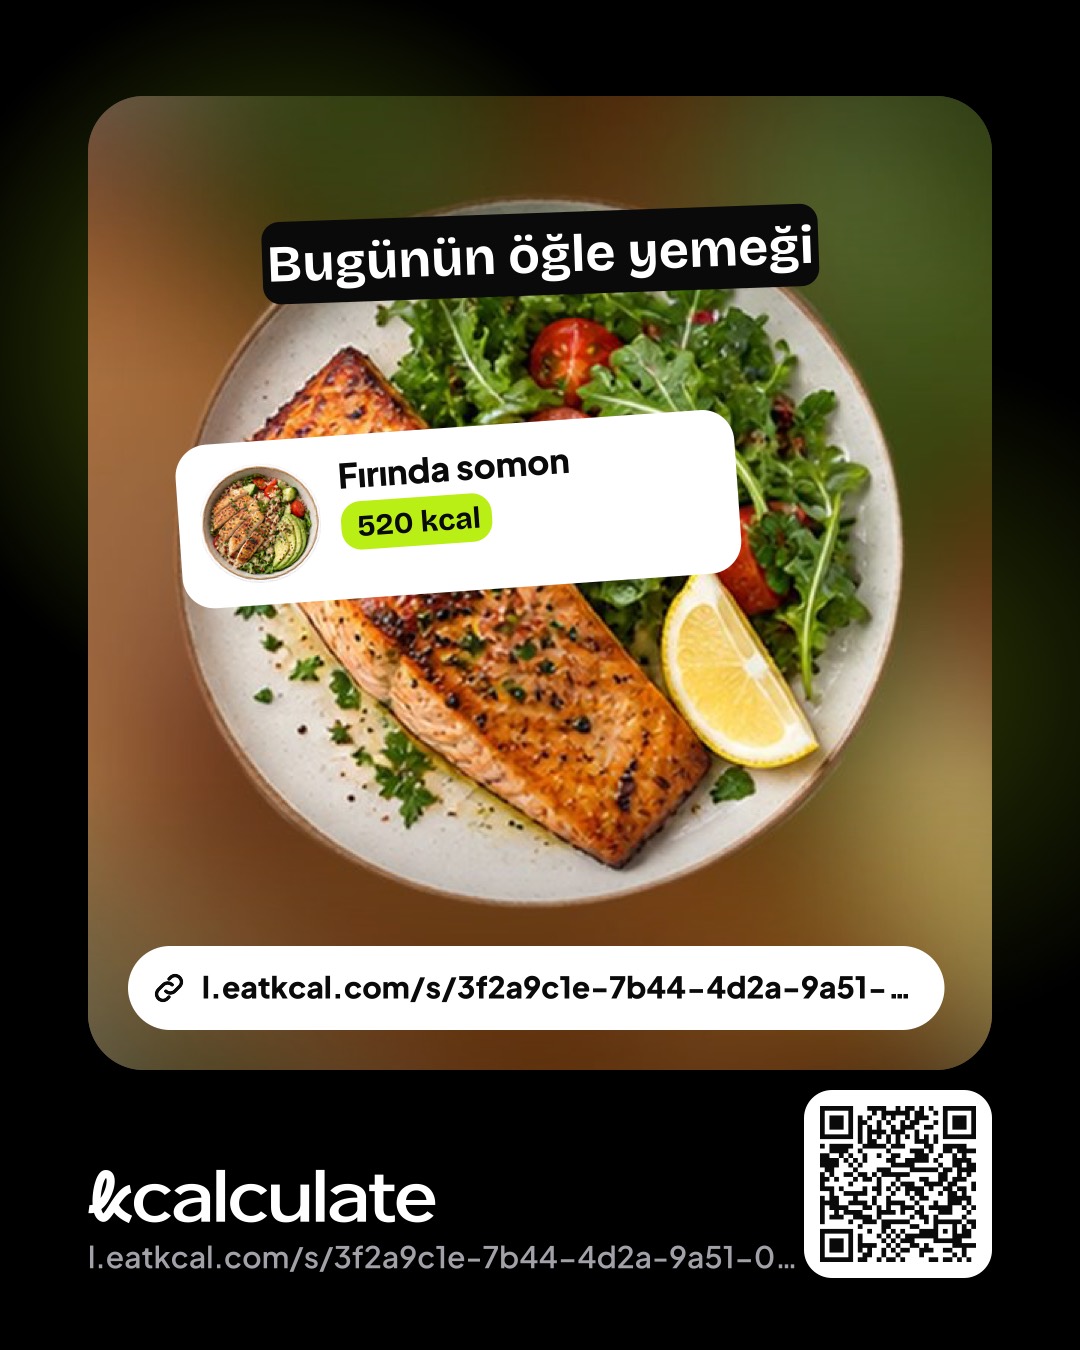 Bugünün öğle yemeği
Fırında somon
520 kcal
l.eatkcal.com/s/3f2a9c1e-7b44-4d2a-9a51-…
kcalculate
l.eatkcal.com/s/3f2a9c1e-7b44-4d2a-9a51-0…